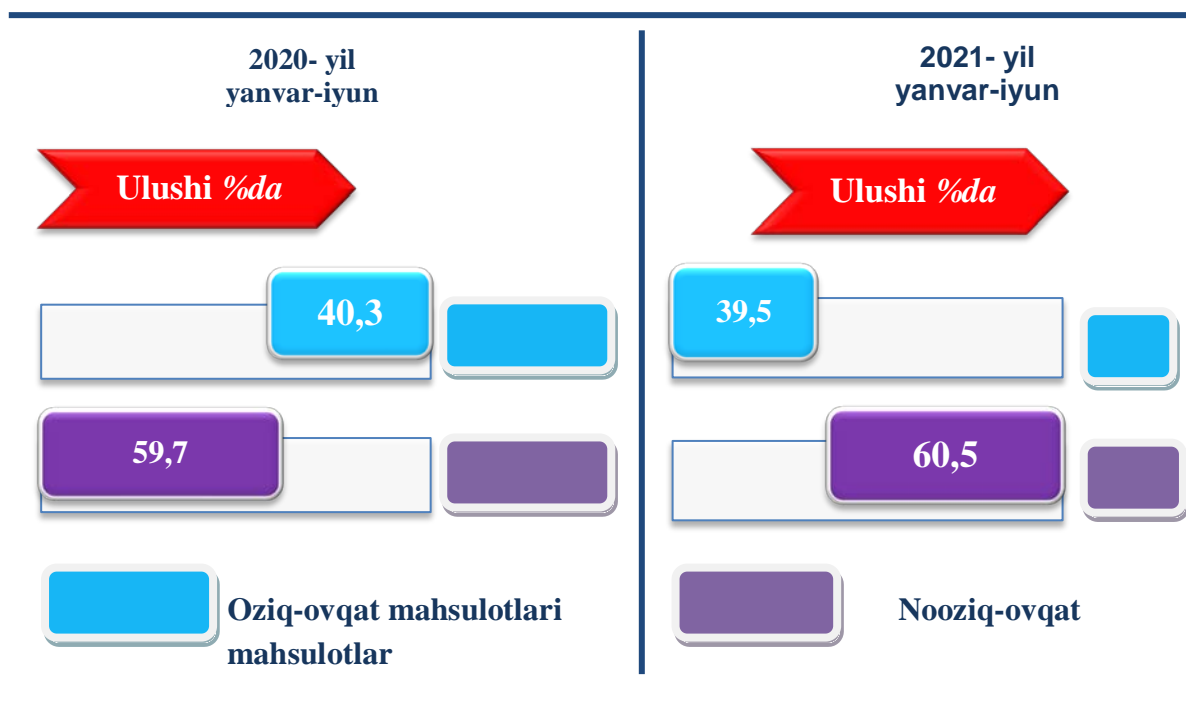 2020- yil
yanvar-iyun
Ulushi %da
40,3
59,7
2021- yil
yanvar-iyun
Ulushi %da
39,5
60,5
Oziq-ovqat mahsulotlari
mahsulotlar
Nooziq-ovqat